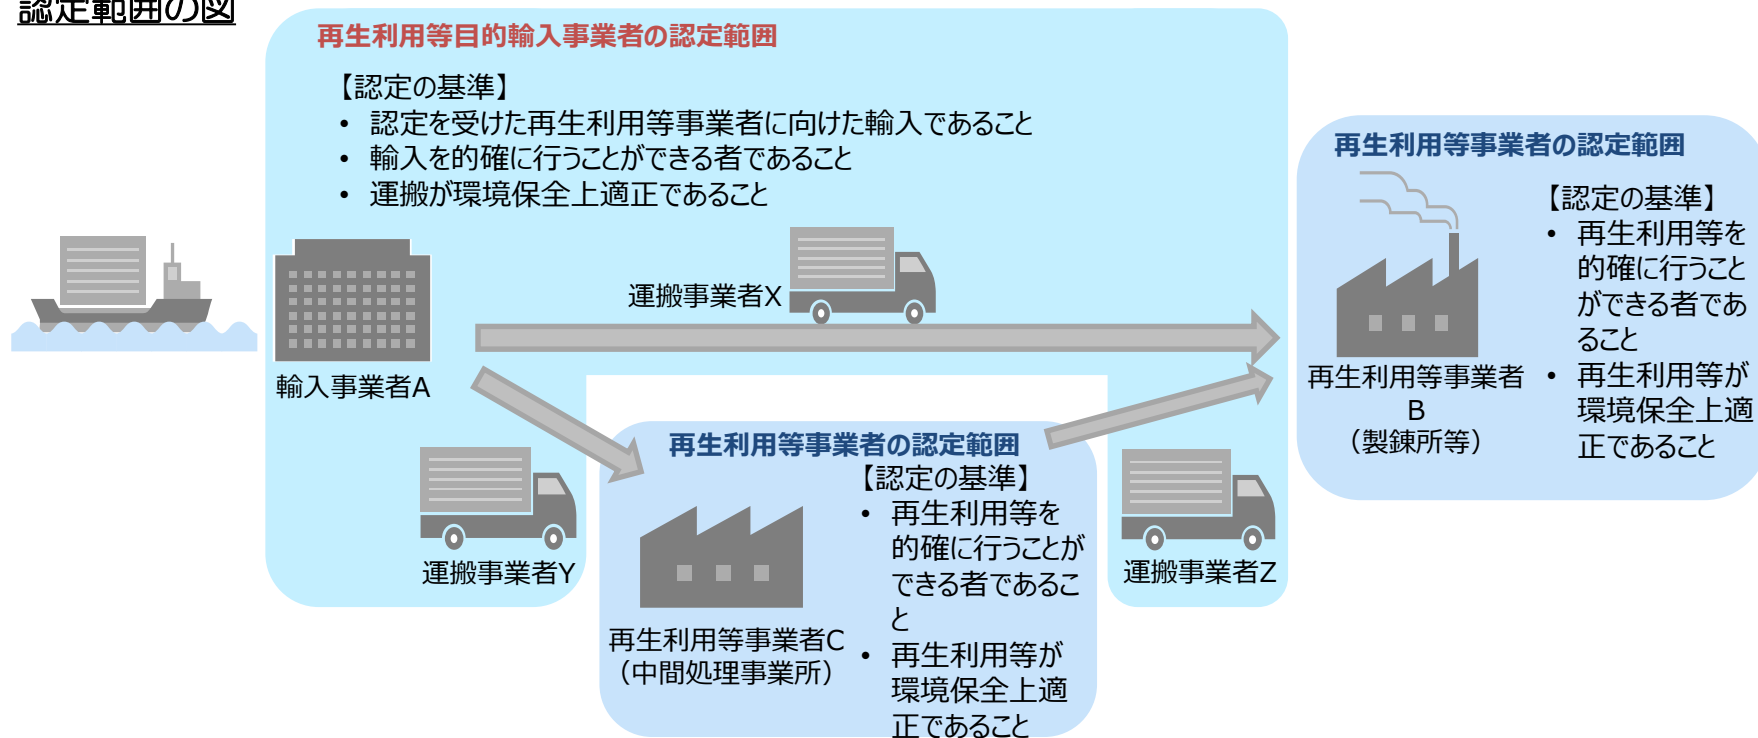 認定範囲の図
再生利用等目的輸入事業者の認定範囲
【認定の基準】
• 認定を受けた再生利用等事業者に向けた輸入であること
• 輸入を的確に行うことができる者であること
• 運搬が環境保全上適正であること
運搬事業者X
輸入事業者A
運搬事業者Y
再生利用等事業者の認定範囲
【認定の基準】
• 再生利用等を
的確に行うことが
できる者であるこ
と
• 再生利用等が
環境保全上適
正であること
再生利用等事業者C
（中間処理事業所）
運搬事業者Z
再生利用等事業者の認定範囲
【認定の基準】
• 再生利用等を
的確に行うこと
ができる者であ
ること
• 再生利用等が
環境保全上適
正であること
再生利用等事業者
B
（製錬所等）